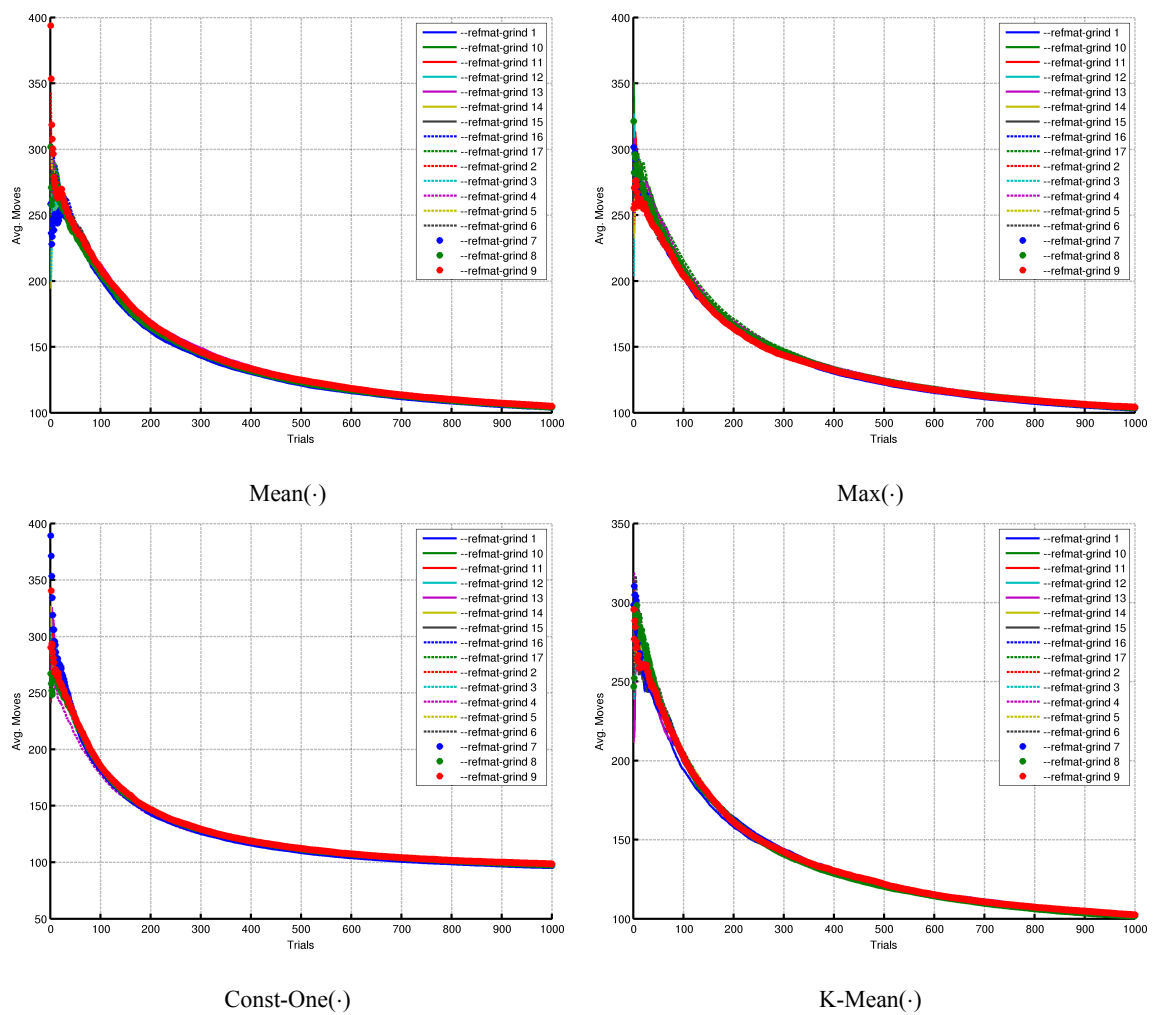 400
350
300
250
200
150
100
0 100 200 300 400 500 600 700 800 900 1000
Avg. Moves
Trials
--refmat-grind 1
--refmat-grind 10
--refmat-grind 11
--refmat-grind 12
--refmat-grind 13
--refmat-grind 14
--refmat-grind 15
--refmat-grind 16
--refmat-grind 17
--refmat-grind 2
--refmat-grind 3
--refmat-grind 4
--refmat-grind 5
--refmat-grind 6
--refmat-grind 7
--refmat-grind 8
--refmat-grind 9
Mean(·)
400
350
300
250
200
150
100
0 100 200 300 400 500 600 700 800 900 1000
Avg. Moves
Trials
--refmat-grind 1
--refmat-grind 10
--refmat-grind 11
--refmat-grind 12
--refmat-grind 13
--refmat-grind 14
--refmat-grind 15
--refmat-grind 16
--refmat-grind 17
--refmat-grind 2
--refmat-grind 3
--refmat-grind 4
--refmat-grind 5
--refmat-grind 6
--refmat-grind 7
--refmat-grind 8
--refmat-grind 9
Max(·)
400
350
300
250
200
150
100
50
0 100 200 300 400 500 600 700 800 900 1000
Avg. Moves
Trials
--refmat-grind 1
--refmat-grind 10
--refmat-grind 11
--refmat-grind 12
--refmat-grind 13
--refmat-grind 14
--refmat-grind 15
--refmat-grind 16
--refmat-grind 17
--refmat-grind 2
--refmat-grind 3
--refmat-grind 4
--refmat-grind 5
--refmat-grind 6
--refmat-grind 7
--refmat-grind 8
--refmat-grind 9
Const-One(·)
350
300
250
200
150
100
0 100 200 300 400 500 600 700 800 900 1000
Avg. Moves
Trials
--refmat-grind 1
--refmat-grind 10
--refmat-grind 11
--refmat-grind 12
--refmat-grind 13
--refmat-grind 14
--refmat-grind 15
--refmat-grind 16
--refmat-grind 17
--refmat-grind 2
--refmat-grind 3
--refmat-grind 4
--refmat-grind 5
--refmat-grind 6
--refmat-grind 7
--refmat-grind 8
--refmat-grind 9
K-Mean(·)